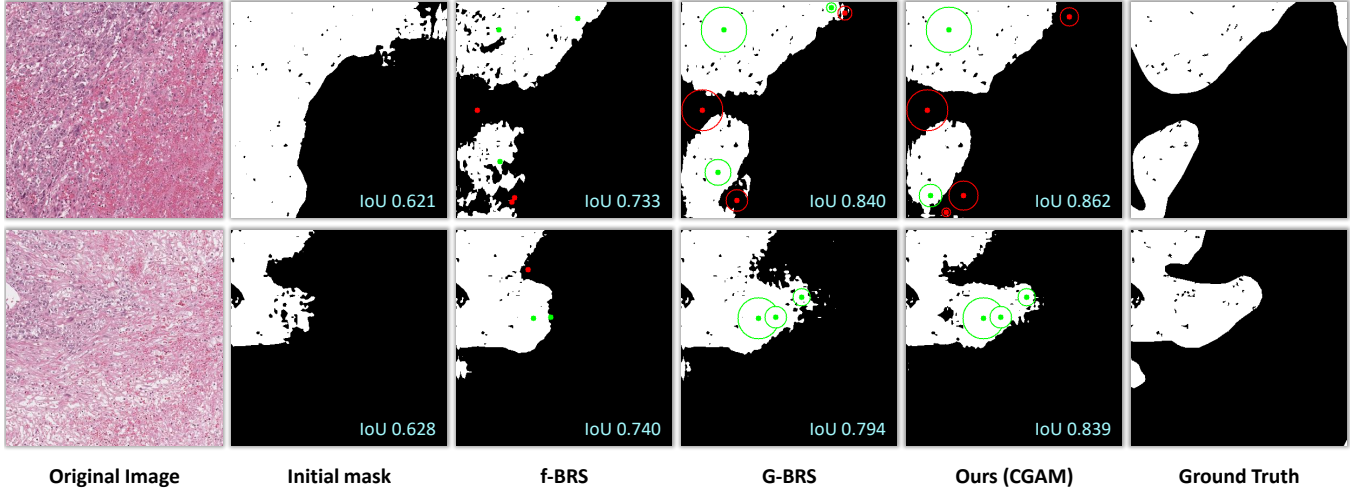 IoU 0.621
IoU 0.733
IoU 0.840
IoU 0.862
IoU 0.628
IoU 0.740
IoU 0.794
IoU 0.839
Original Image
Initial mask
f-BRS
G-BRS
Ours (CGAM)
Ground Truth